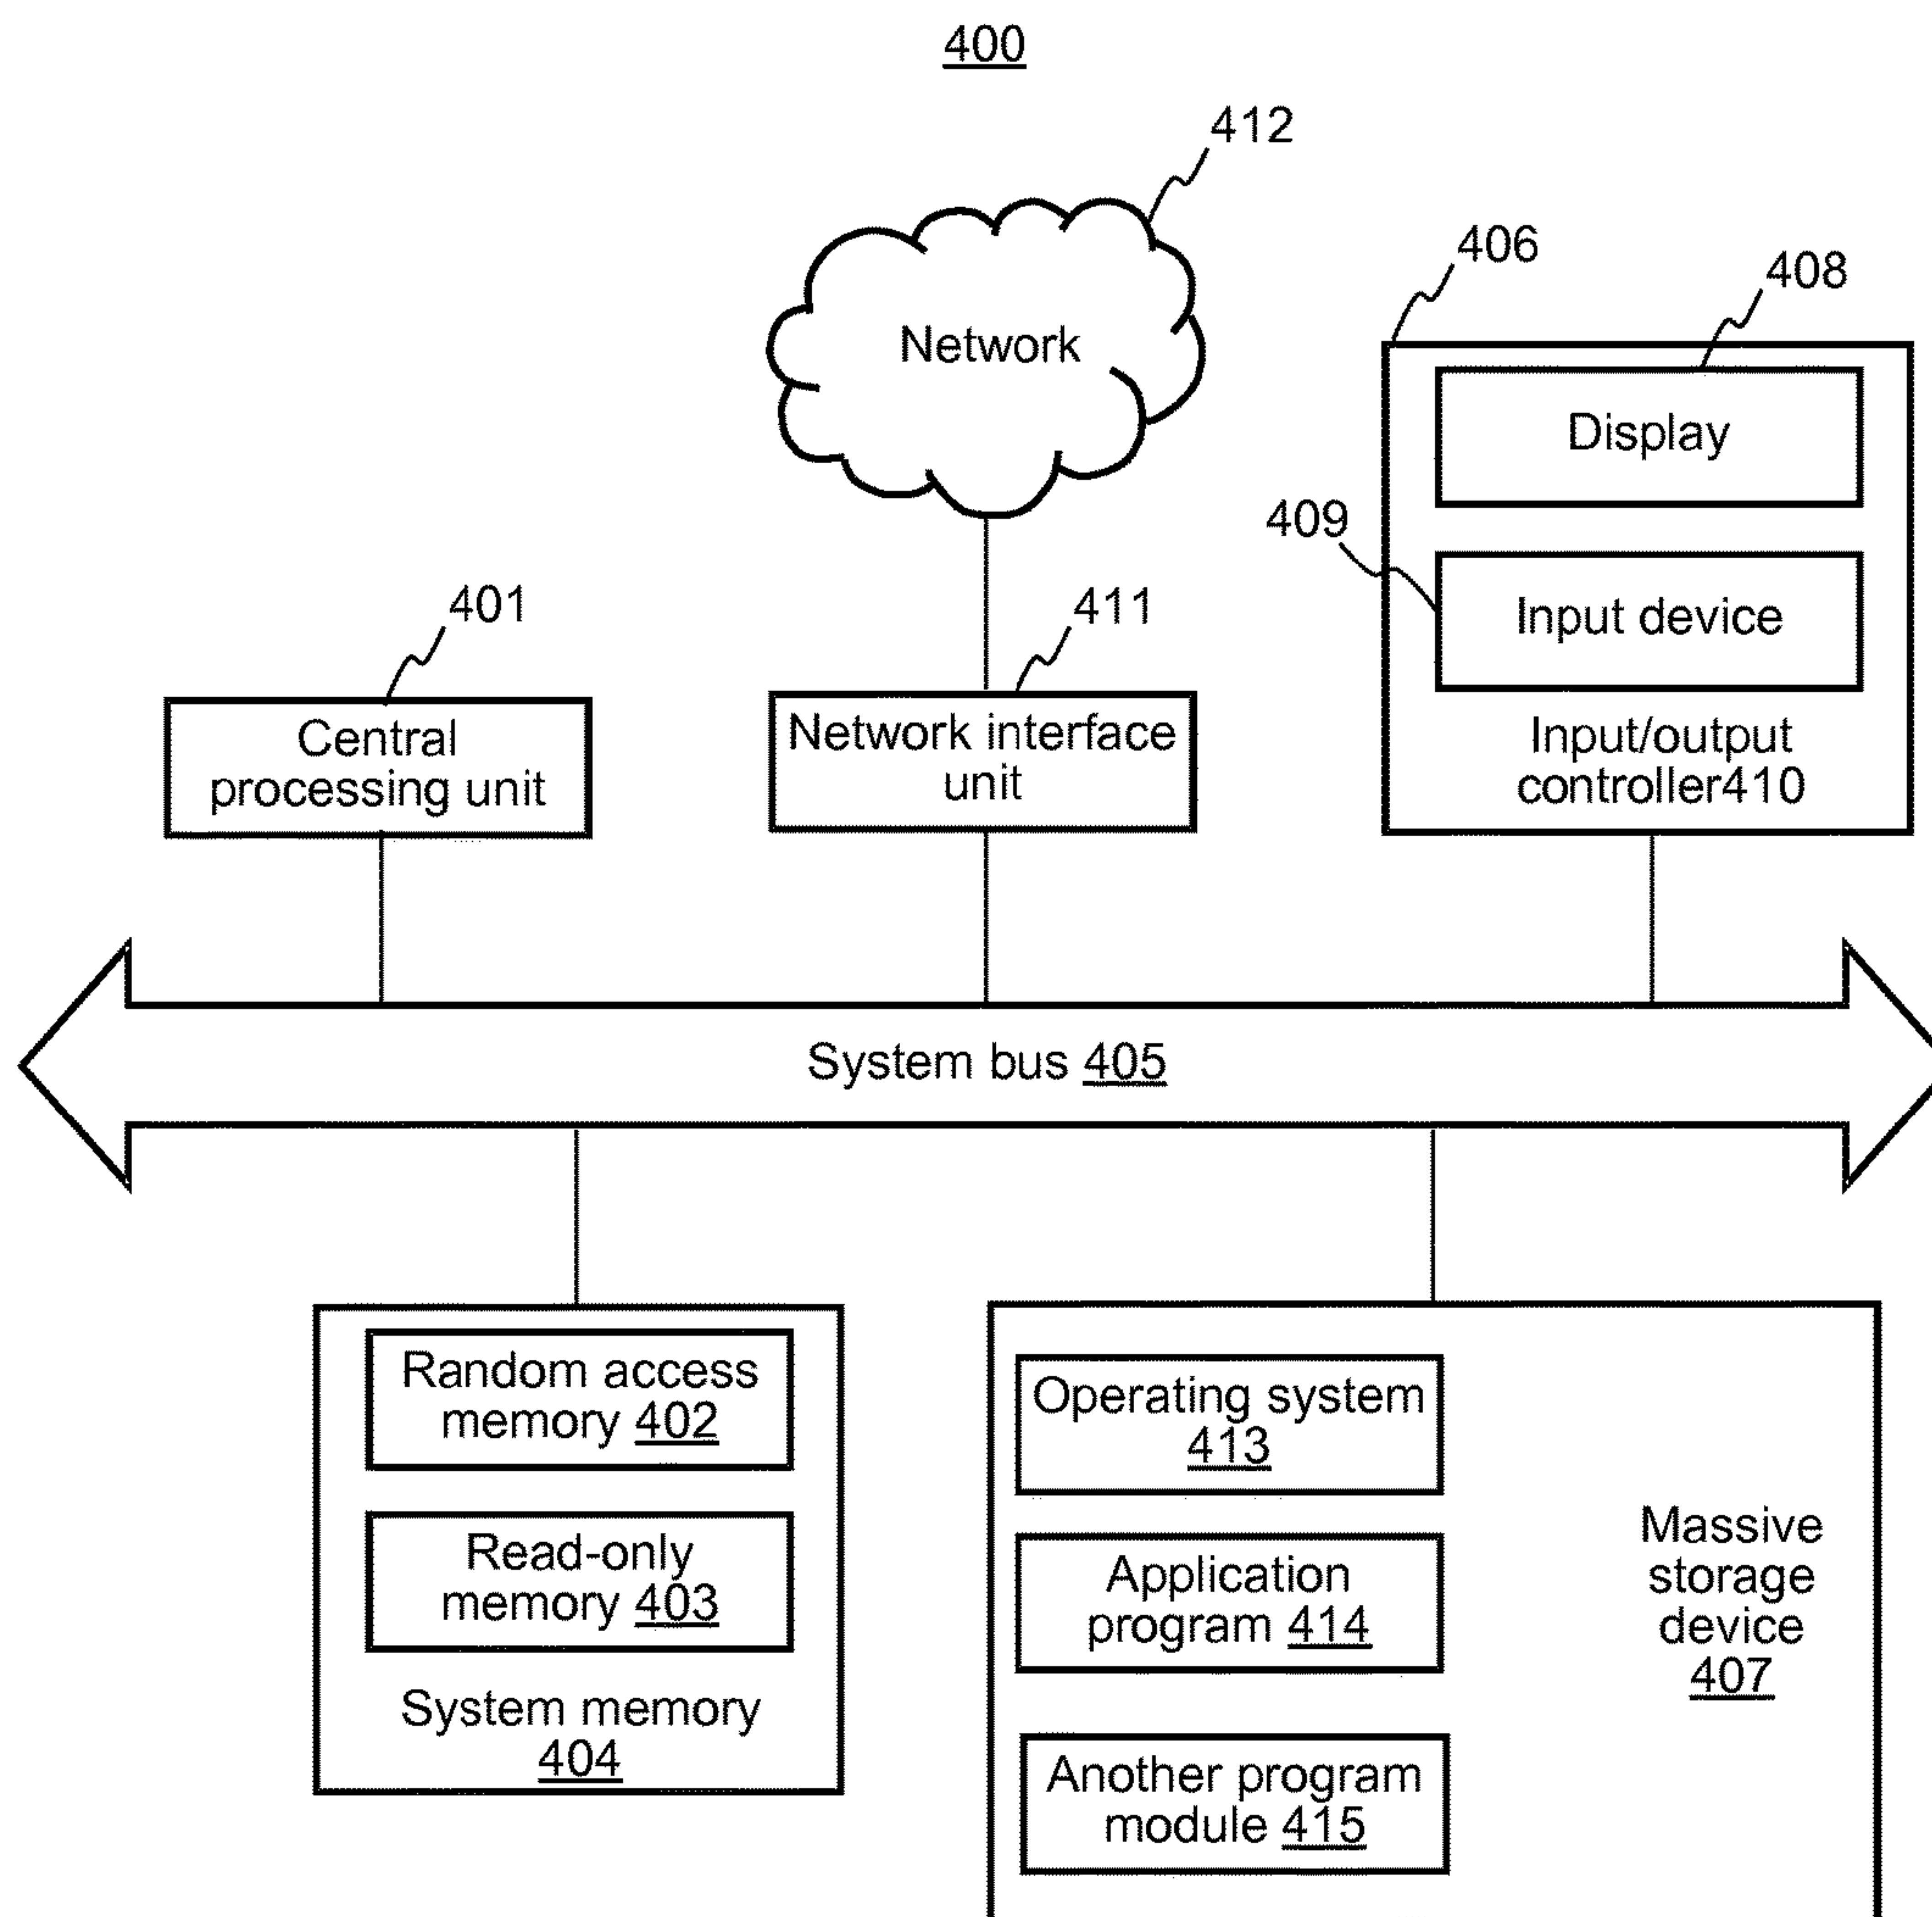 400
412
406
408
Network
Display
409
Input device
401
411
Central
processing unit
Network interface
unit
Input/output
controller410
System bus 405
Random access
memory 402
Read-only
memory 403
System memory
404
Operating system
413
Application
program 414
Another program
module 415
Massive
storage
device
407